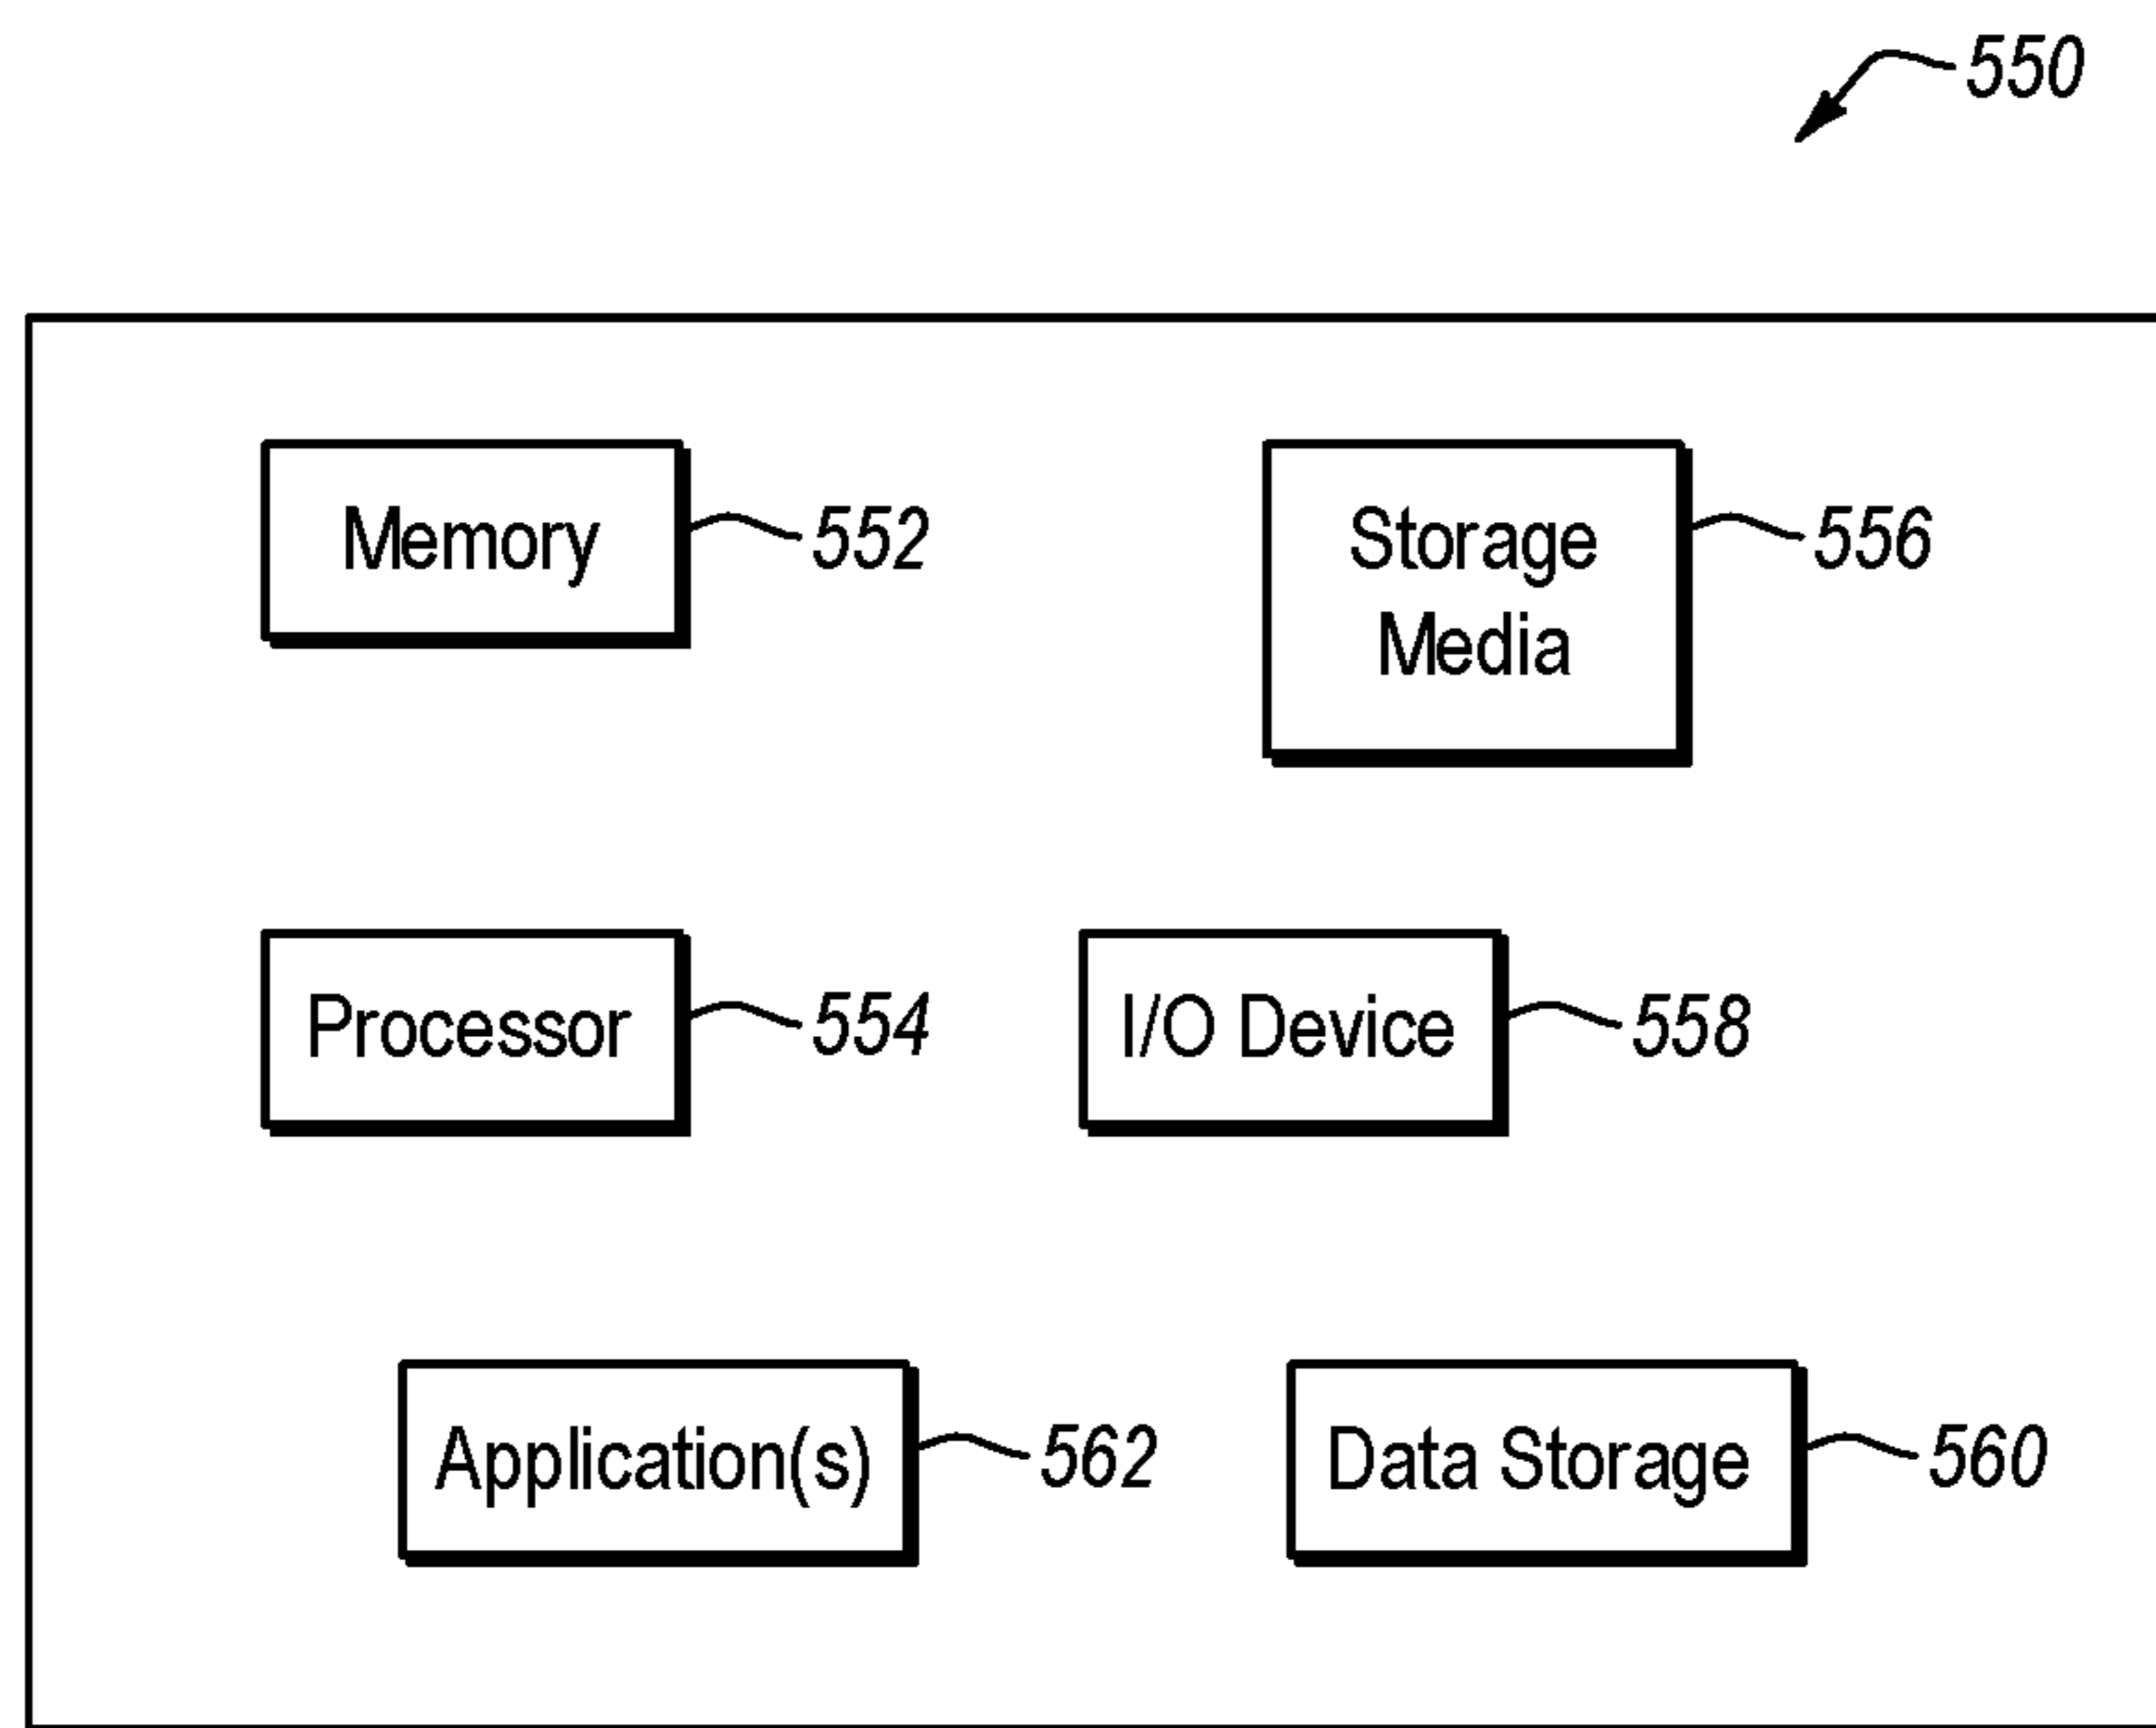 550
Memory 552
Storage
Media
556
Processor 554
I/O Device 558
Application(s) 562
Data Storage 560